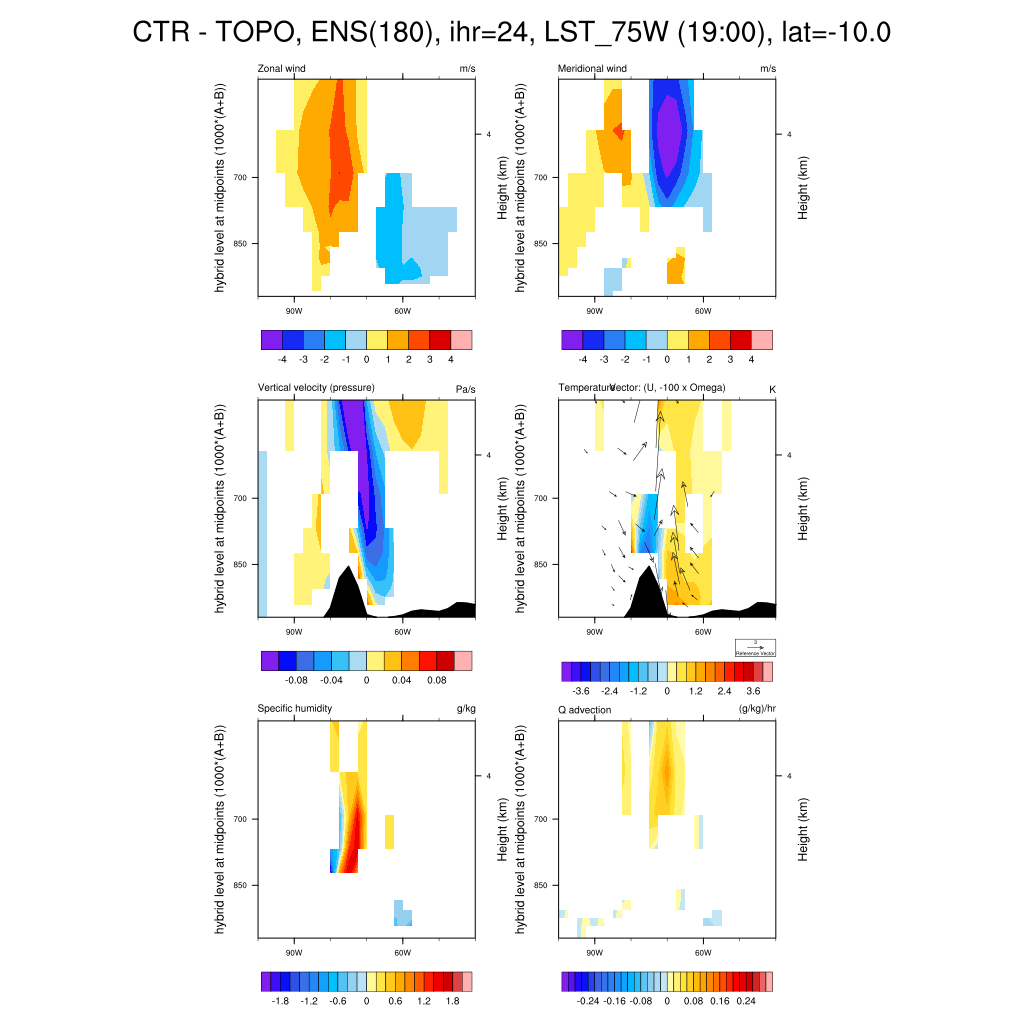 CTR - TOPO, ENS(180), ihr=24, LST_75W (19:00), lat=-10.0
Zonal wind m/s
hybrid level at midpoints (1000*(A+B))
700
850
4
Height (km)
90W 60W
-4 -3 -2 -1 0 1 2 3 4
Meridional wind m/s
hybrid level at midpoints (1000*(A+B))
700
850
4
Height (km)
90W 60W
-4 -3 -2 -1 0 1 2 3 4
Vertical velocity (pressure) Pa/s
hybrid level at midpoints (1000*(A+B))
700
850
4
Height (km)
90W 60W
-0.08 -0.04 0 0.04 0.08
Temperature Vector: (U, -100 x Omega) K
hybrid level at midpoints (1000*(A+B))
700
850
4
Height (km)
90W 60W
3
Reference Vector
-3.6 -2.4 -1.2 0 1.2 2.4 3.6
Specific humidity g/kg
hybrid level at midpoints (1000*(A+B))
700
850
4
Height (km)
90W 60W
-1.8 -1.2 -0.6 0 0.6 1.2 1.8
Q advection (g/kg)/hr
hybrid level at midpoints (1000*(A+B))
700
850
4
Height (km)
90W 60W
-0.24 -0.16 -0.08 0 0.08 0.16 0.24